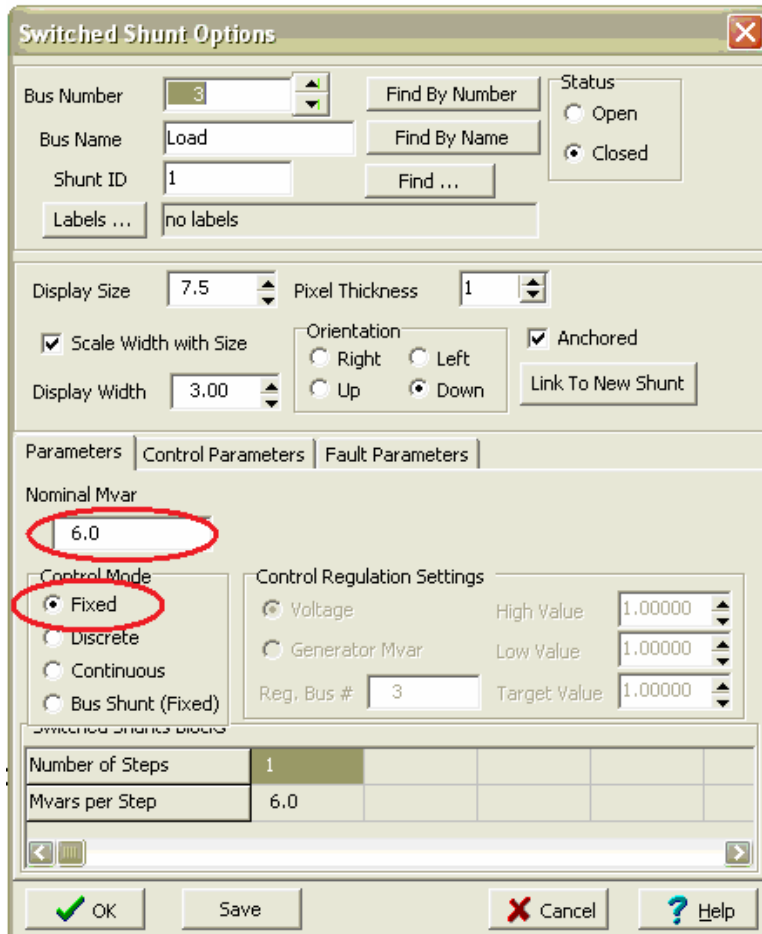 Switched Shunt Options
Bus Number 3 Find By Number Status
Open
Bus Name Load Find By Name
Closed
Shunt ID 1 Find ...
Labels ... no labels
Display Size 7.5 Pixel Thickness 1
Scale Width with Size Orientation Anchored
Right Left
Display Width 3.00 Up Down Link To New Shunt
Parameters Control Parameters Fault Parameters
Nominal Mvar
6.0
Control Mode Control Regulation Settings
Fixed Voltage High Value 1.00000
Discrete Generator Mvar Low Value 1.00000
Continuous Reg. Bus # 3 Target Value 1.00000
Bus Shunt (Fixed)
Switched Shunts Blocks
Number of Steps 1
Mvars per Step 6.0
OK Save Cancel ? Help